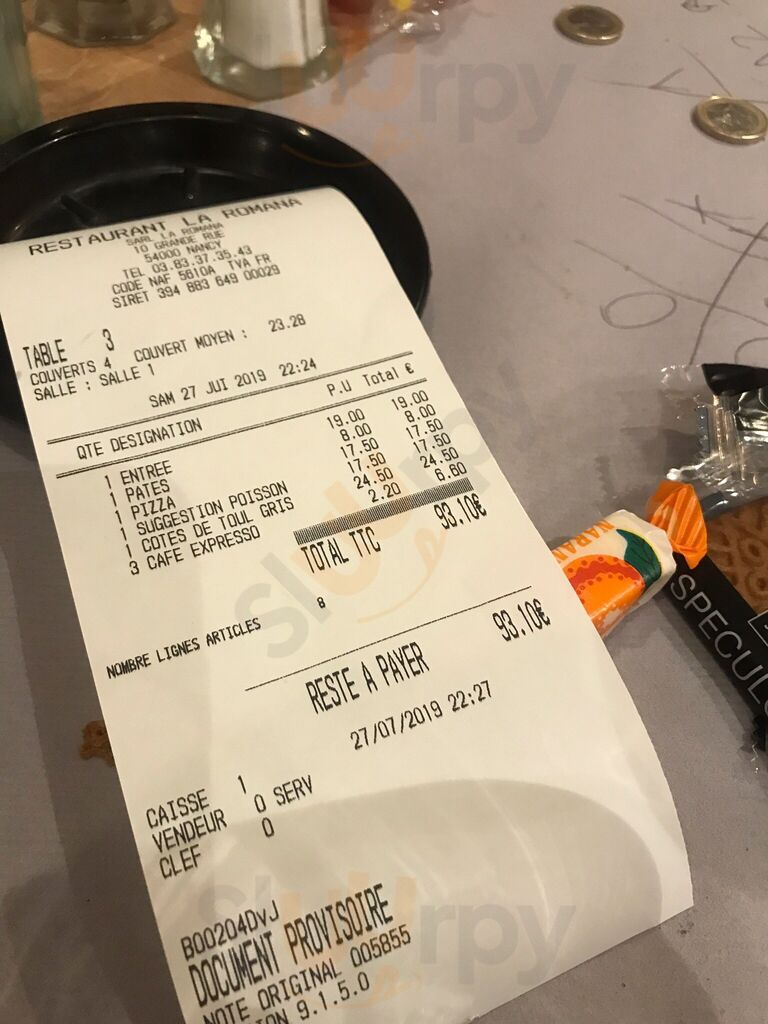 RESTAURANT LA ROMANA
SARL LA ROMANA
10 GRANDE RUE
54000 NANCY
TEL 03.83.37.35.43
CODE NAF 5610A TVA FR
SIRET 394 883 649 00029
TABLE 3
COUVERTS 4 COUVERT MOYEN : 23.28
SALLE : SALLE 1
SAM 27 JUI 2019 22:24
QTE DESIGNATION P.U Total €
1 ENTREE 19.00 19.00
1 PATES 8.00 8.00
1 PIZZA 17.50 17.50
1 SUGGESTION POISSON 17.50 17.50
1 COTES DE TOUL GRIS 24.50 24.50
3 CAFE EXPRESSO 2.20 6.60
TOTAL TTC 93.10€
NOMBRE LIGNES ARTICLES 8
RESTE A PAYER 93.10€
27/07/2019 22:27
CAISSE 1
VENDEUR 0 SERV
CLEF 0
B00204DvJ
DOCUMENT PROVISOIRE
NOTE ORIGINAL 005855
ION 9.1.5.0
NARAN
SPECULO
sluurpy
sluurpy